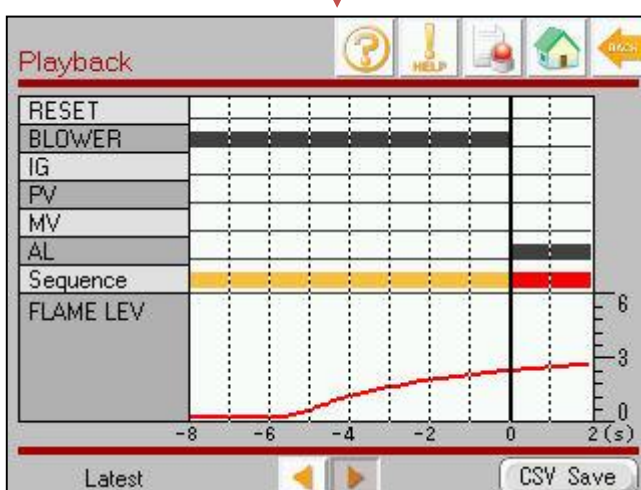 Playback
?
!
HELP
BACK
RESET
BLOWER
IG
PV
MV
AL
Sequence
FLAME LEV
6
3
0
-8 -6 -4 -2 0 2 (s)
Latest
CSV Save